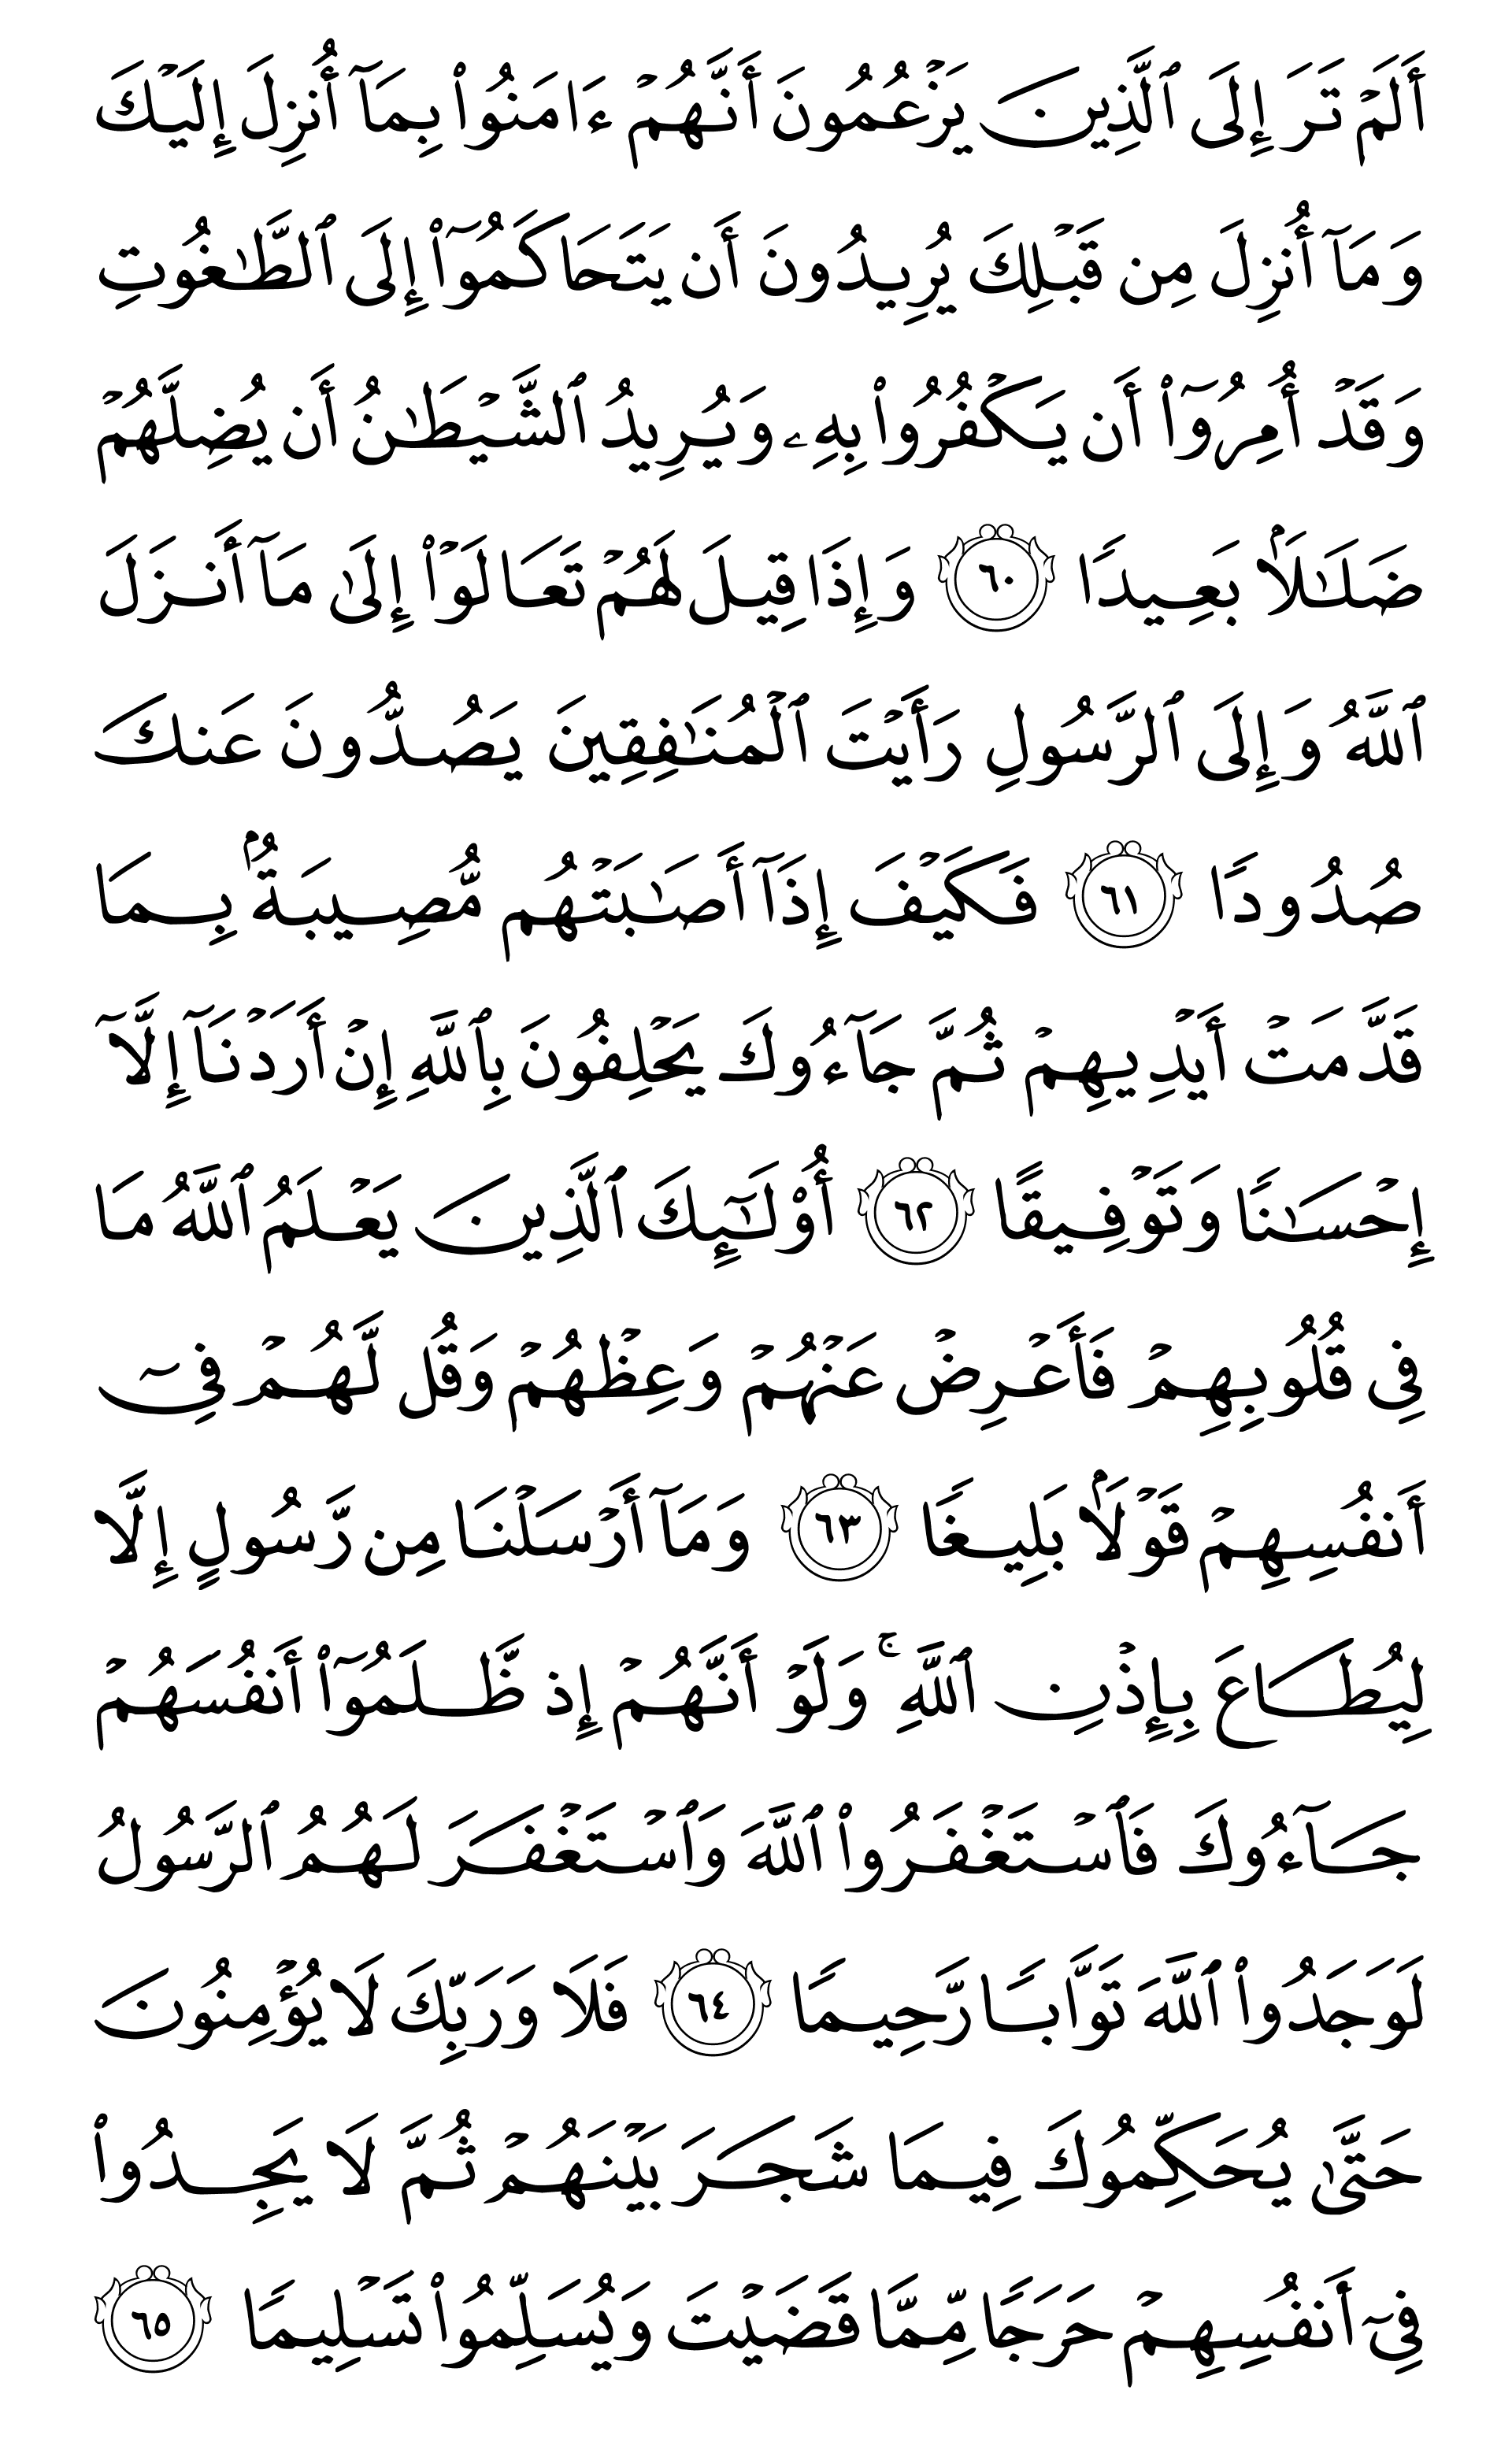 أَلَمْ تَرَ إِلَى ٱلَّذِينَ يَزْعُمُونَ أَنَّهُمْ ءَامَنُوا۟ بِمَآ أُنزِلَ إِلَيْكَ
وَمَآ أُنزِلَ مِن قَبْلِكَ يُرِيدُونَ أَن يَتَحَاكَمُوٓا۟ إِلَى ٱلطَّـٰغُوتِ
وَقَدْ أُمِرُوٓا۟ أَن يَكْفُرُوا۟ بِهِۦ وَيُرِيدُ ٱلشَّيْطَـٰنُ أَن يُضِلَّهُمْ
ضَلَـٰلًۢا بَعِيدًا ٦٠ وَإِذَا قِيلَ لَهُمْ تَعَالَوْا۟ إِلَىٰ مَآ أَنزَلَ
ٱللَّهُ وَإِلَى ٱلرَّسُولِ رَأَيْتَ ٱلْمُنَـٰفِقِينَ يَصُدُّونَ عَنكَ
صُدُودًا ٦١ فَكَيْفَ إِذَآ أَصَـٰبَتْهُم مُّصِيبَةٌۢ بِمَا
قَدَّمَتْ أَيْدِيهِمْ ثُمَّ جَآءُوكَ يَحْلِفُونَ بِٱللَّهِ إِنْ أَرَدْنَآ إِلَّآ
إِحْسَـٰنًا وَتَوْفِيقًا ٦٢ أُو۟لَـٰٓئِكَ ٱلَّذِينَ يَعْلَمُ ٱللَّهُ مَا
فِى قُلُوبِهِمْ فَأَعْرِضْ عَنْهُمْ وَعِظْهُمْ وَقُل لَّهُمْ فِىٓ
أَنفُسِهِمْ قَوْلًۢا بَلِيغًا ٦٣ وَمَآ أَرْسَلْنَا مِن رَّسُولٍ إِلَّا
لِيُطَاعَ بِإِذْنِ ٱللَّهِ ۚ وَلَوْ أَنَّهُمْ إِذ ظَّلَمُوٓا۟ أَنفُسَهُمْ
جَآءُوكَ فَٱسْتَغْفَرُوا۟ ٱللَّهَ وَٱسْتَغْفَرَ لَهُمُ ٱلرَّسُولُ
لَوَجَدُوا۟ ٱللَّهَ تَوَّابًا رَّحِيمًا ٦٤ فَلَا وَرَبِّكَ لَا يُؤْمِنُونَ
حَتَّىٰ يُحَكِّمُوكَ فِيمَا شَجَرَ بَيْنَهُمْ ثُمَّ لَا يَجِدُوا۟
فِىٓ أَنفُسِهِمْ حَرَجًا مِّمَّا قَضَيْتَ وَيُسَلِّمُوا۟ تَسْلِيمًا ٦٥